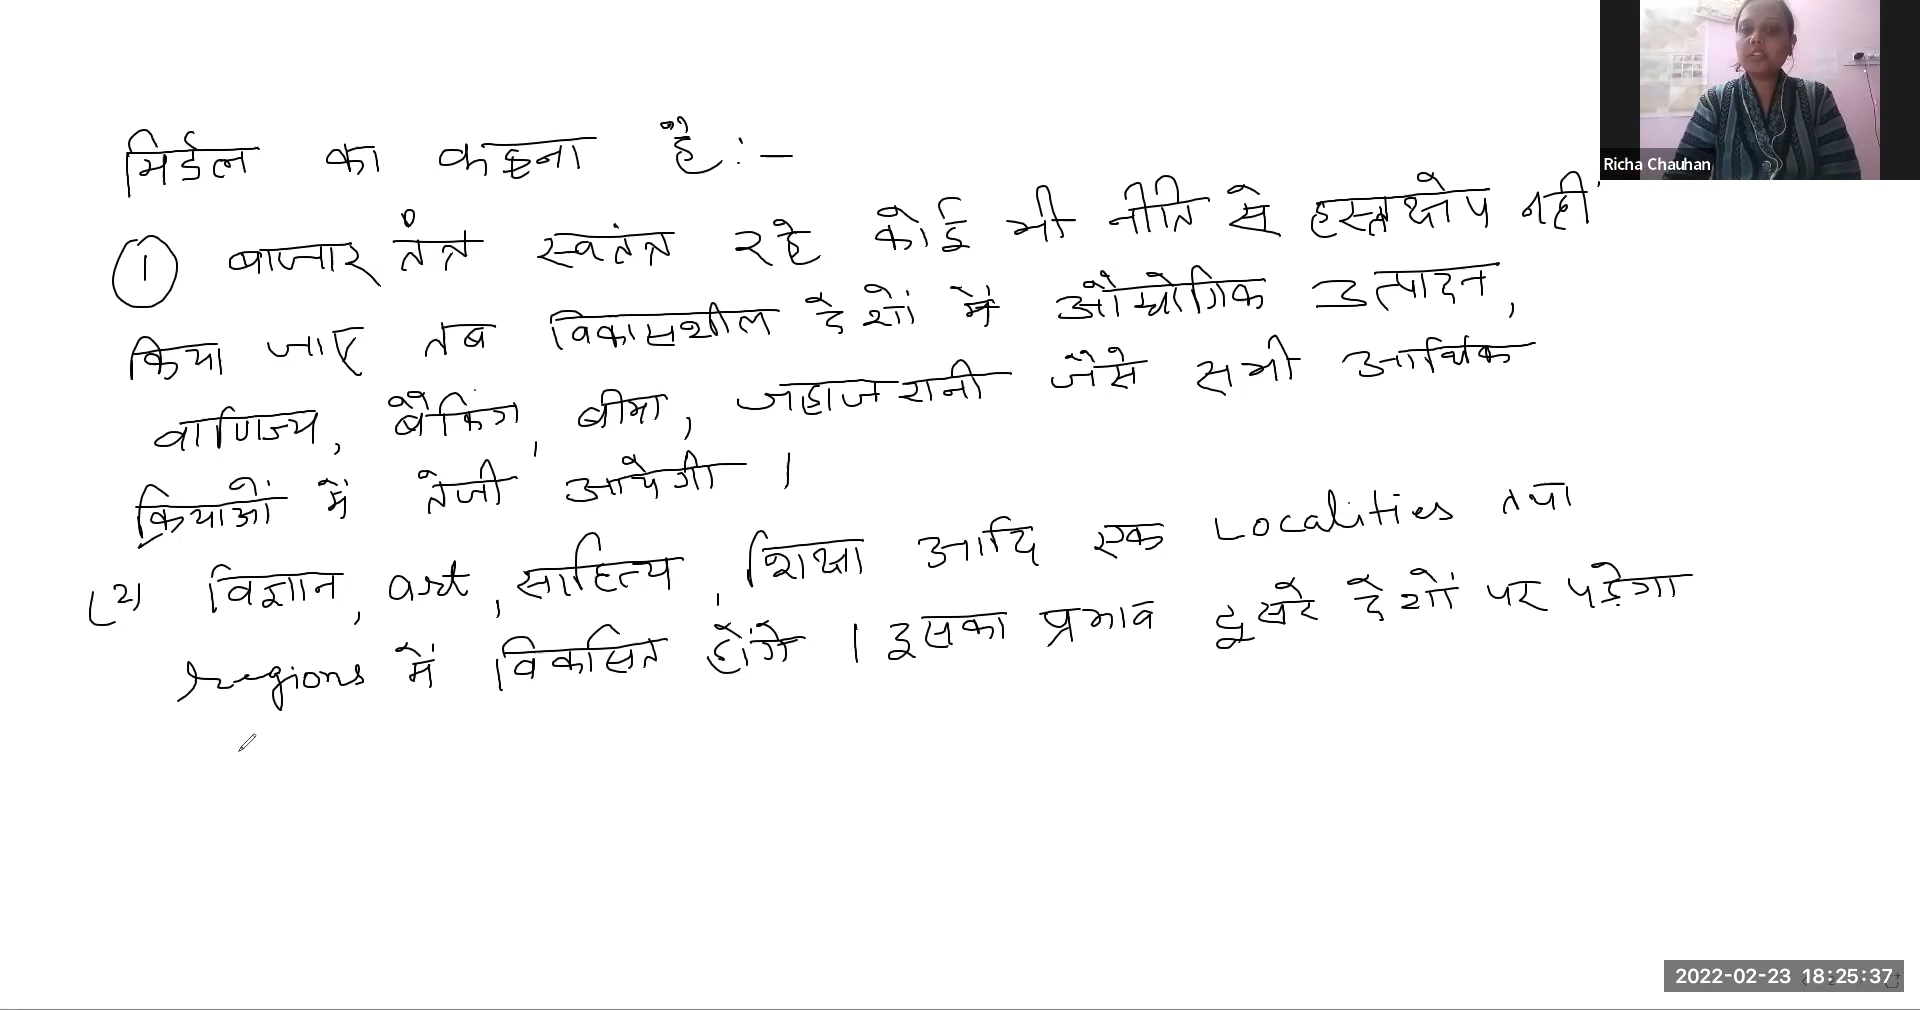 मिर्डल का कहना है :-
① बाजार तंत्र स्वतंत्र रहे कोई भी नीति से हस्तक्षेप नहीं
किया जाए तब विकासशील देशों में औद्योगिक उत्पादन,
वाणिज्य, बैंकिंग, बीमा, जहाजरानी जैसे सभी आर्थिक
क्रियाओं में तेजी आयेगी ।
(2) विज्ञान, art, साहित्य, शिक्षा आदि एक Localities तथा
regions में विकसित होंगे । इसका प्रभाव दूसरे देशों पर पड़ेगा
Richa Chauhan
2022-02-23 18:25:37